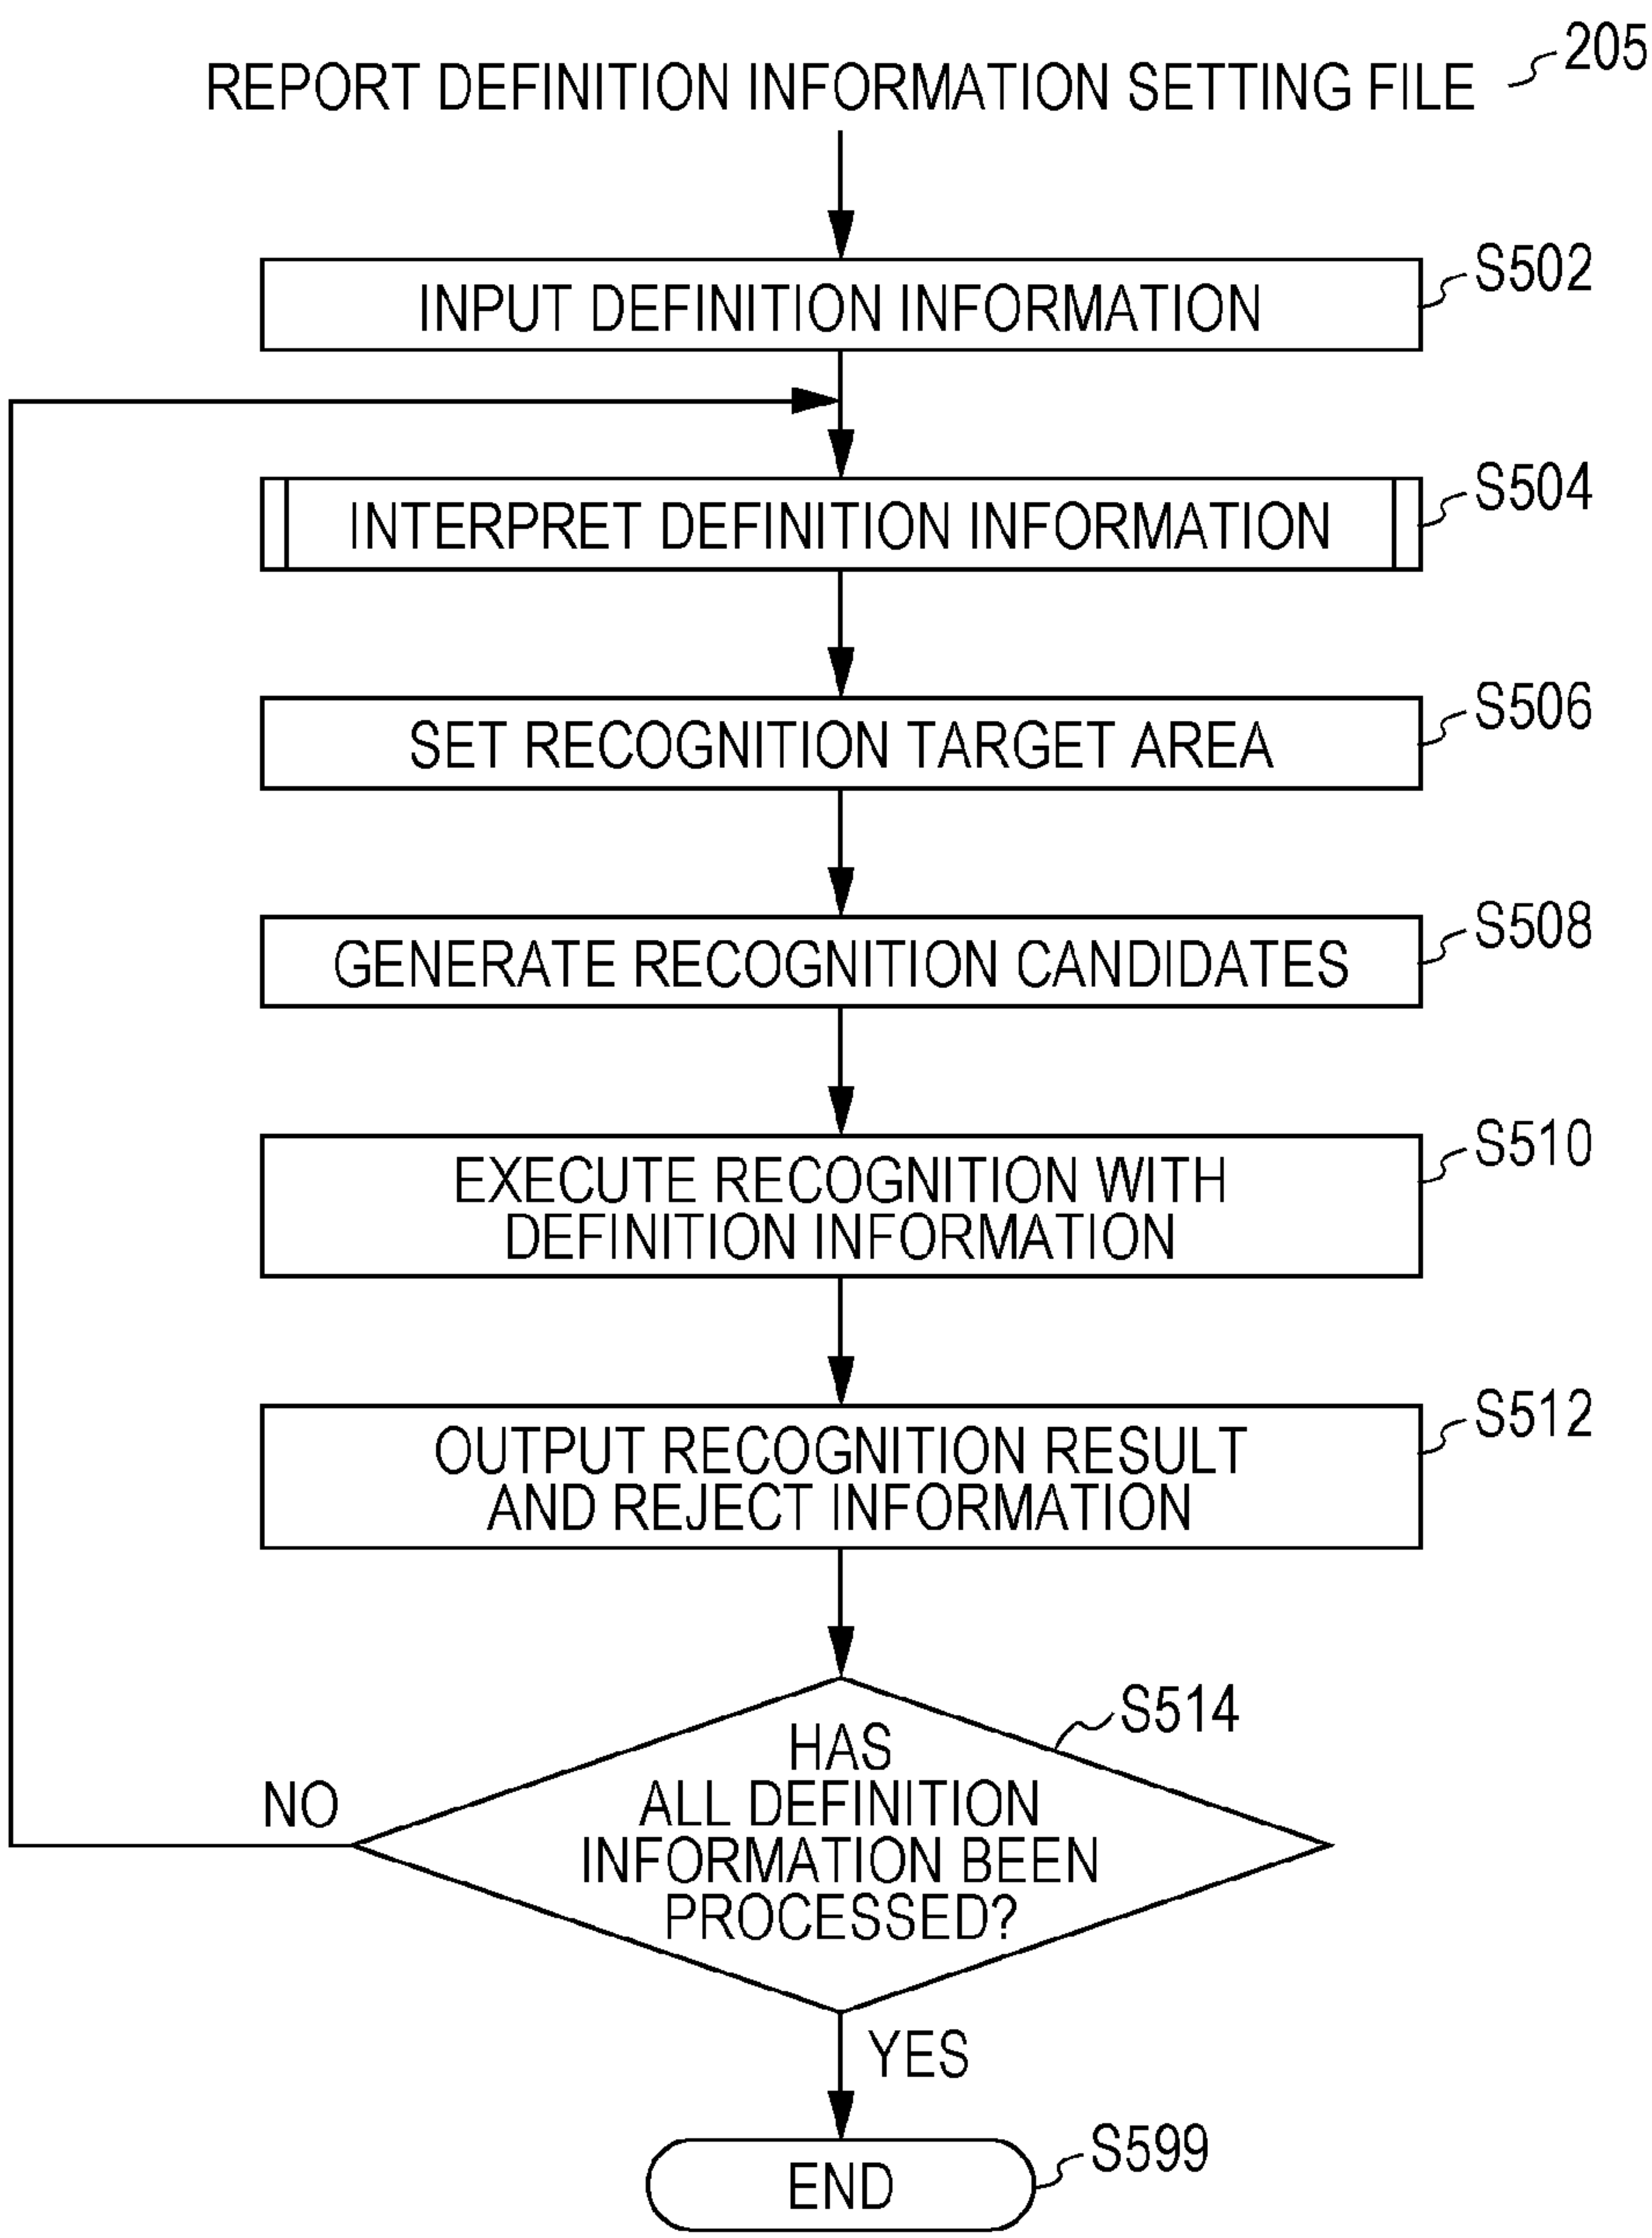 205
REPORT DEFINITION INFORMATION SETTING FILE
S502
INPUT DEFINITION INFORMATION
S504
INTERPRET DEFINITION INFORMATION
S506
SET RECOGNITION TARGET AREA
S508
GENERATE RECOGNITION CANDIDATES
S510
EXECUTE RECOGNITION WITH
DEFINITION INFORMATION
S512
OUTPUT RECOGNITION RESULT
AND REJECT INFORMATION
S514
HAS
ALL DEFINITION
INFORMATION BEEN
PROCESSED?
NO
YES
S599
END